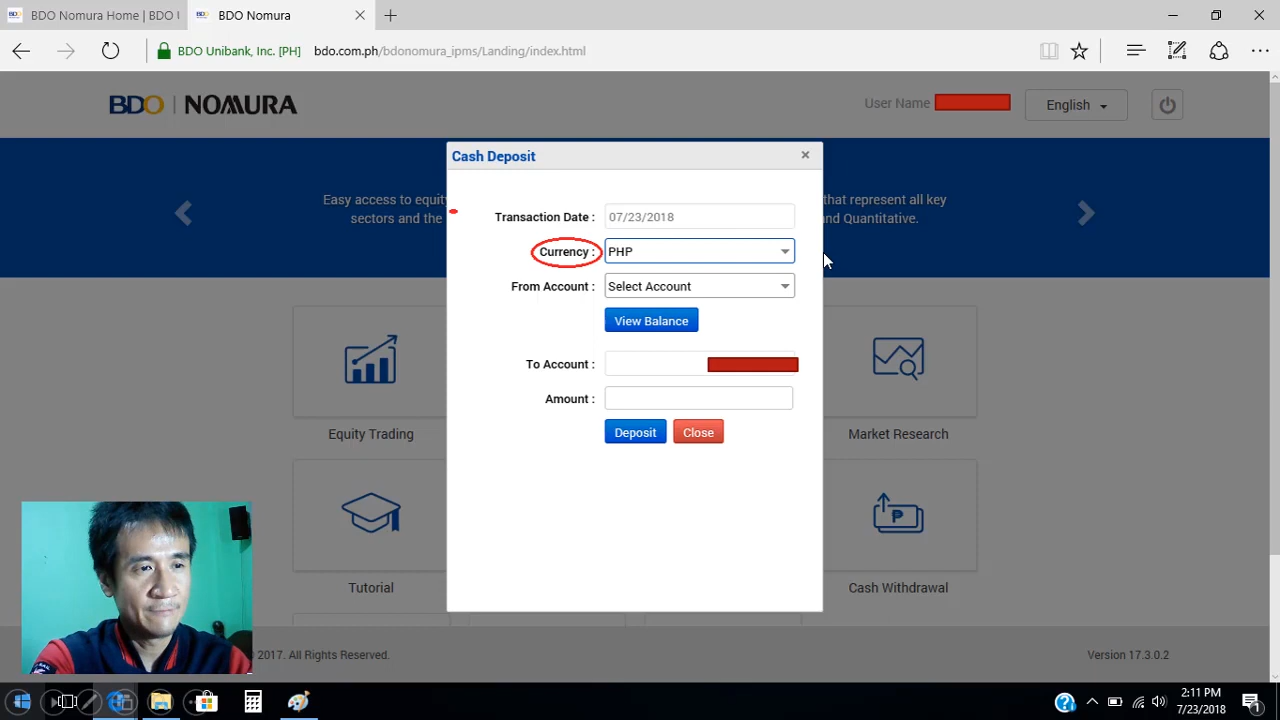 BDO Nomura Home | BDO U
BDO Nomura
BDO Unibank, Inc. [PH]
bdo.com.ph/bdonomura_ipms/Landing/index.html
BDO | NOMURA
User Name
English
Cash Deposit
Easy access to equity
that represent all key
sectors and the
and Quantitative.
Transaction Date :
07/23/2018
Currency :
PHP
From Account :
Select Account
View Balance
To Account :
Amount :
Deposit
Close
Equity Trading
Market Research
Tutorial
Cash Withdrawal
2017. All Rights Reserved.
Version 17.3.0.2
2:11 PM
7/23/2018
1